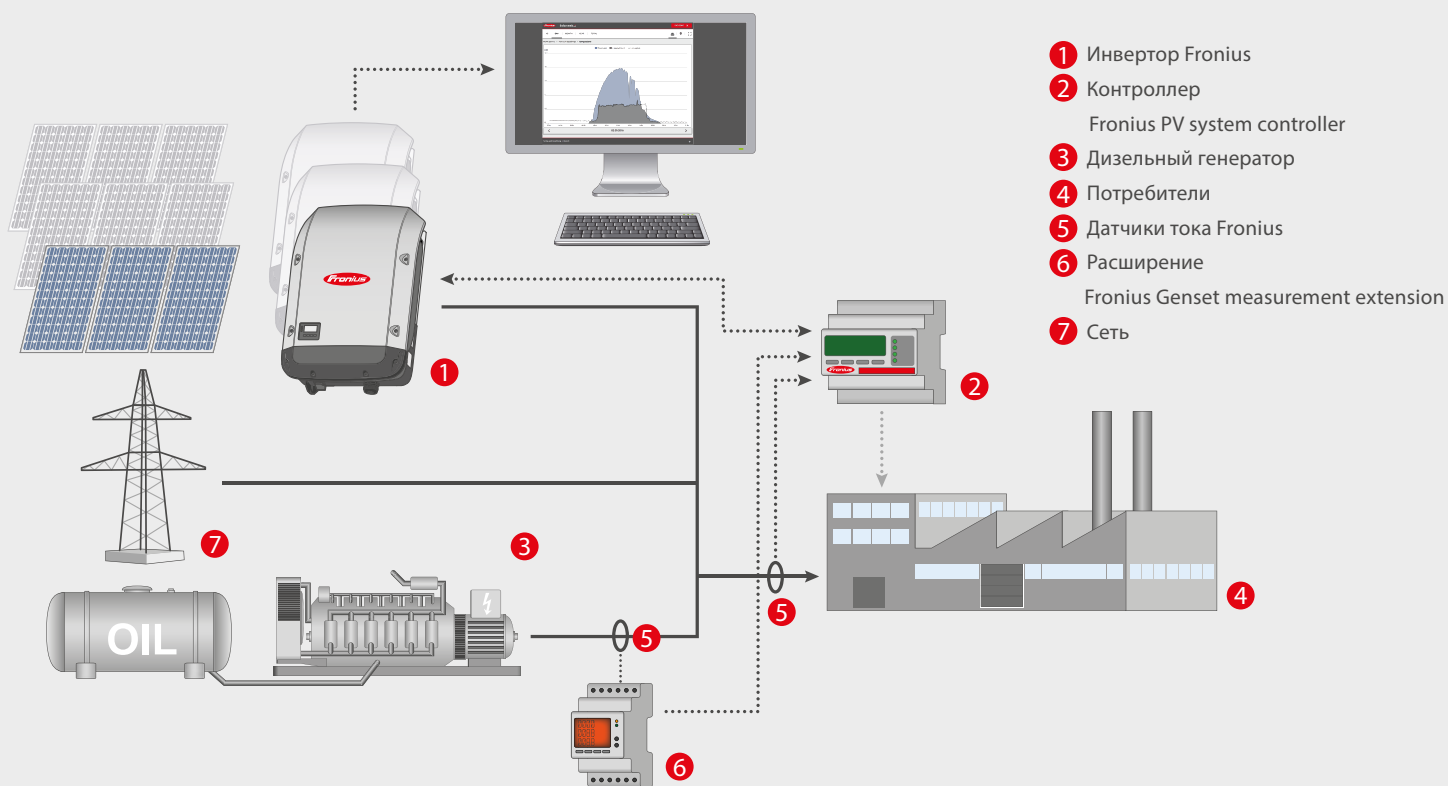 1 Инвертор Fronius
2 Контроллер
Fronius PV system controller
3 Дизельный генератор
4 Потребители
5 Датчики тока Fronius
6 Расширение
Fronius Genset measurement extension
7 Сеть
Fronius
1
Fronius
2
7
3
OIL
5
5
4
6